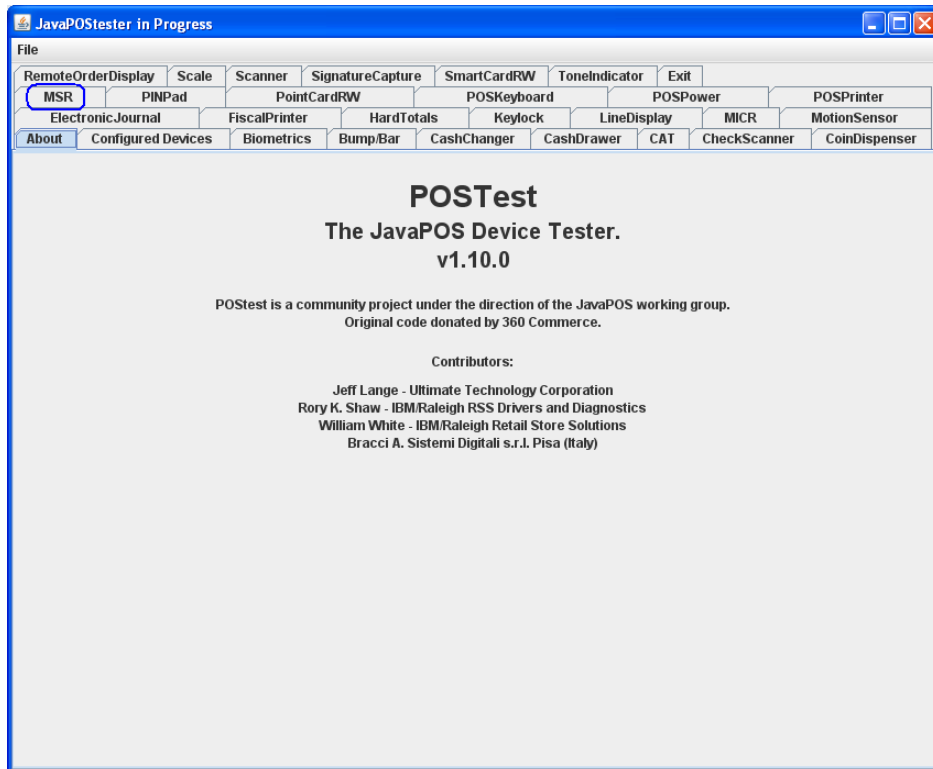 JavaPOStester in Progress
File
RemoteOrderDisplay Scale Scanner SignatureCapture SmartCardRW ToneIndicator Exit
MSR PINPad PointCardRW POSKeyboard POSPower POSPrinter
ElectronicJournal FiscalPrinter HardTotals Keylock LineDisplay MICR MotionSensor
About Configured Devices Biometrics Bump/Bar CashChanger CashDrawer CAT CheckScanner CoinDispenser
POSTest
The JavaPOS Device Tester.
v1.10.0
POStest is a community project under the direction of the JavaPOS working group.
Original code donated by 360 Commerce.
Contributors:
Jeff Lange - Ultimate Technology Corporation
Rory K. Shaw - IBM/Raleigh RSS Drivers and Diagnostics
William White - IBM/Raleigh Retail Store Solutions
Bracci A. Sistemi Digitali s.r.l. Pisa (Italy)